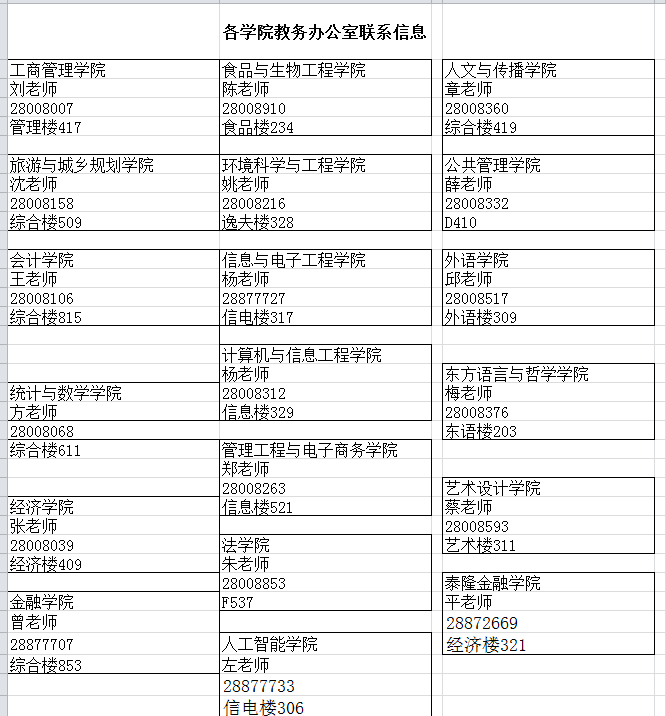 各学院教务办公室联系信息
工商管理学院
刘老师
28008007
管理楼417
旅游与城乡规划学院
沈老师
28008158
综合楼509
会计学院
王老师
28008106
综合楼815
统计与数学学院
方老师
28008068
综合楼611
经济学院
张老师
28008039
经济楼409
金融学院
曾老师
28877707
综合楼853
食品与生物工程学院
陈老师
28008910
食品楼234
环境科学与工程学院
姚老师
28008216
逸夫楼328
信息与电子工程学院
杨老师
28877727
信电楼317
计算机与信息工程学院
杨老师
28008312
信息楼329
管理工程与电子商务学院
郑老师
28008263
信息楼521
法学院
朱老师
28008853
F537
人工智能学院
左老师
28877733
信电楼306
人文与传播学院
章老师
28008360
综合楼419
公共管理学院
薛老师
28008332
D410
外语学院
邱老师
28008517
外语楼309
东方语言与哲学学院
梅老师
28008376
东语楼203
艺术设计学院
蔡老师
28008593
艺术楼311
泰隆金融学院
平老师
28872669
经济楼321